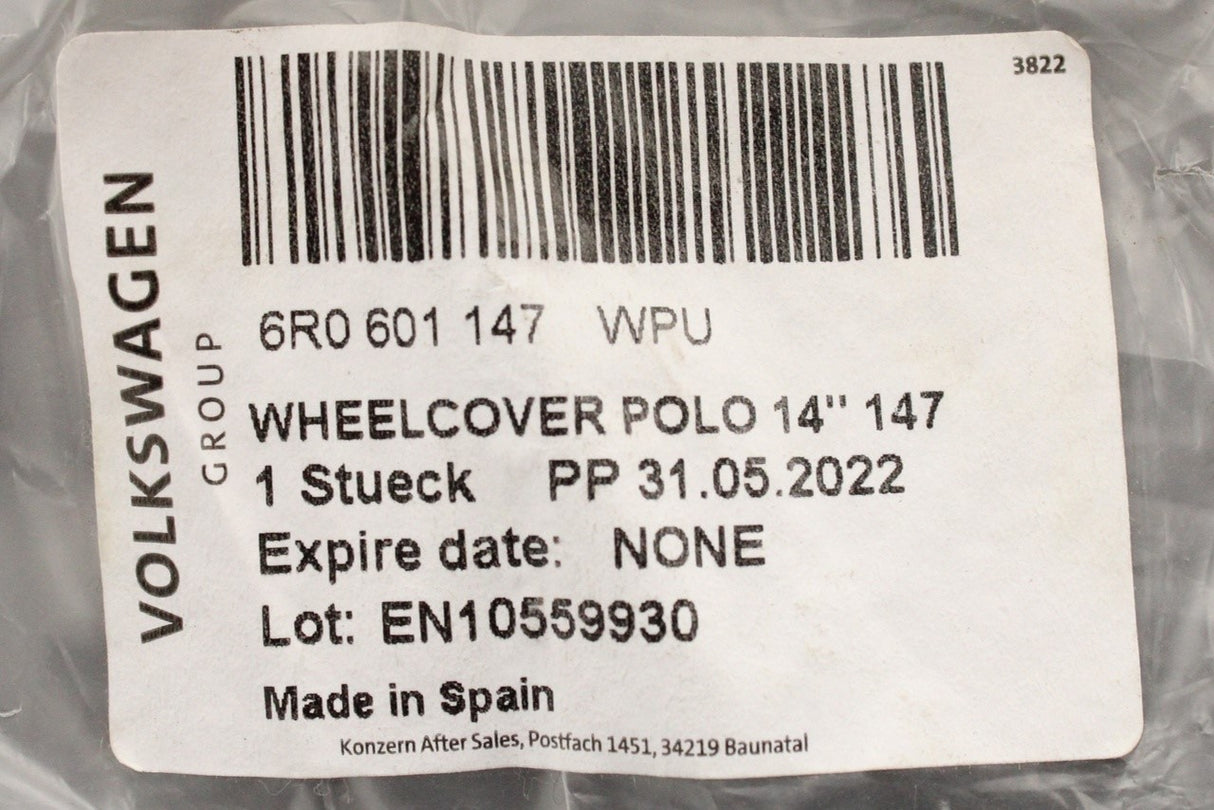 3822
VOLKSWAGEN
GROUP
6R0 601 147 WPU
WHEELCOVER POLO 14" 147
1 Stueck PP 31.05.2022
Expire date: NONE
Lot: EN10559930
Made in Spain
Konzern After Sales, Postfach 1451, 34219 Baunatal